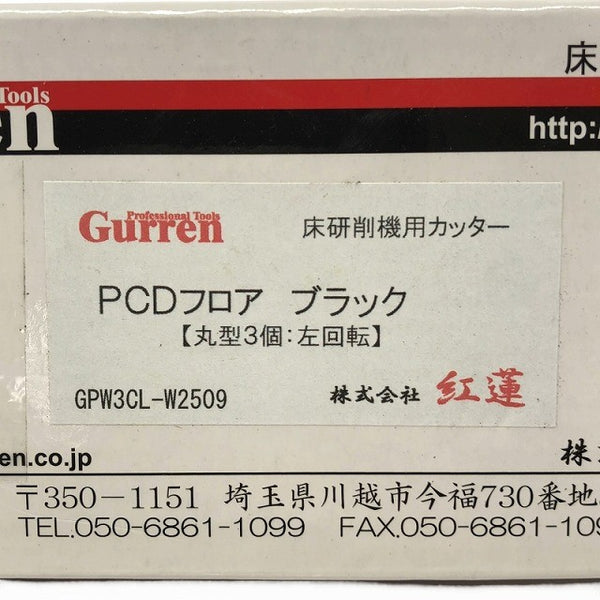 床
Tools
en
http:/
Professional Tools
Gurren 床研削機用カッター
PCDフロア ブラック
【丸型3個:左回転】
GPW3CL-W2509 株式会社 紅蓮
en.co.jp 株
〒350-1151 埼玉県川越市今福730番地
TEL.050-6861-1099 FAX.050-6861-109